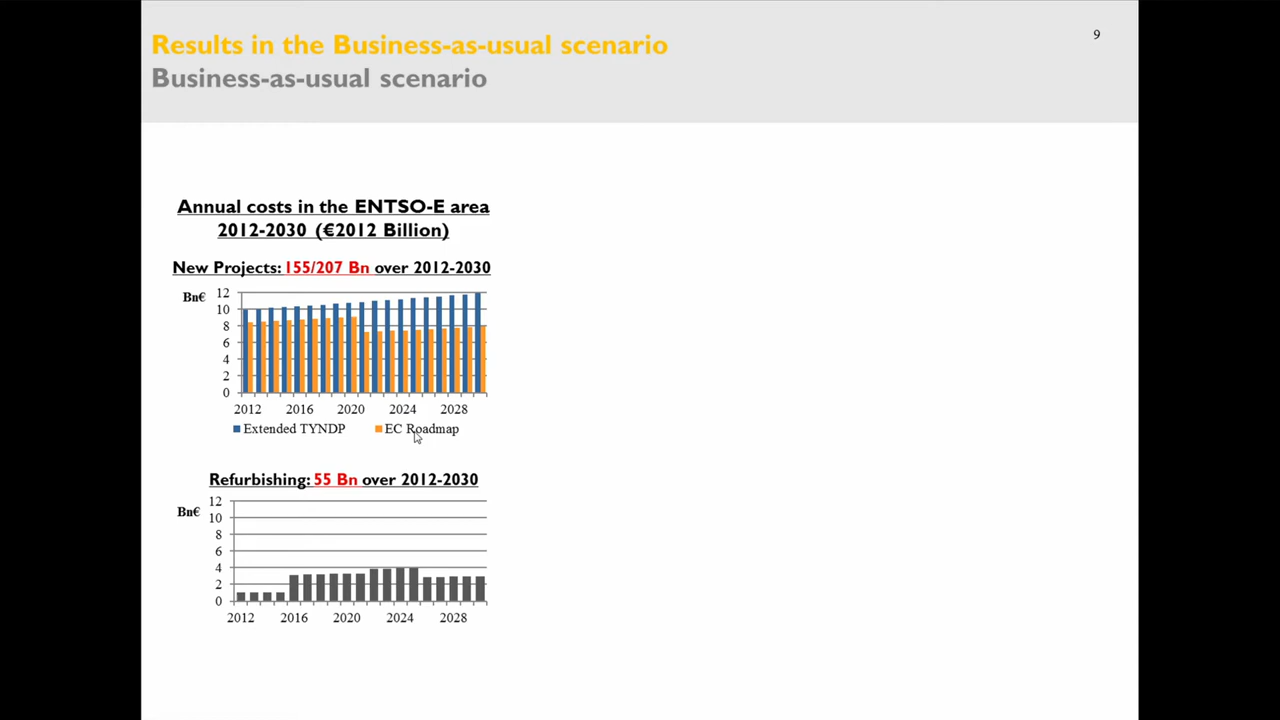 Results in the Business-as-usual scenario
9
Business-as-usual scenario
Annual costs in the ENTSO-E area
2012-2030 (€2012 Billion)
New Projects: 155/207 Bn over 2012-2030
Bn€
12
10
8
6
4
2
0
2012 2016 2020 2024 2028
Extended TYNDP EC Roadmap
Refurbishing: 55 Bn over 2012-2030
Bn€
12
10
8
6
4
2
0
2012 2016 2020 2024 2028